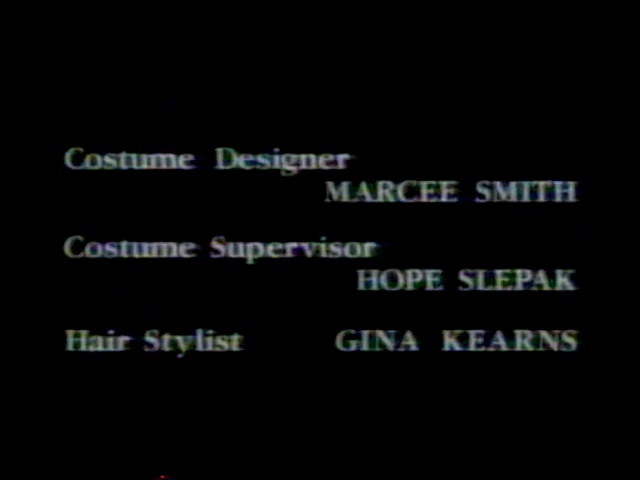 Costume Designer
MARCEE SMITH
Costume Supervisor
HOPE SLEPAK
Hair Stylist GINA KEARNS